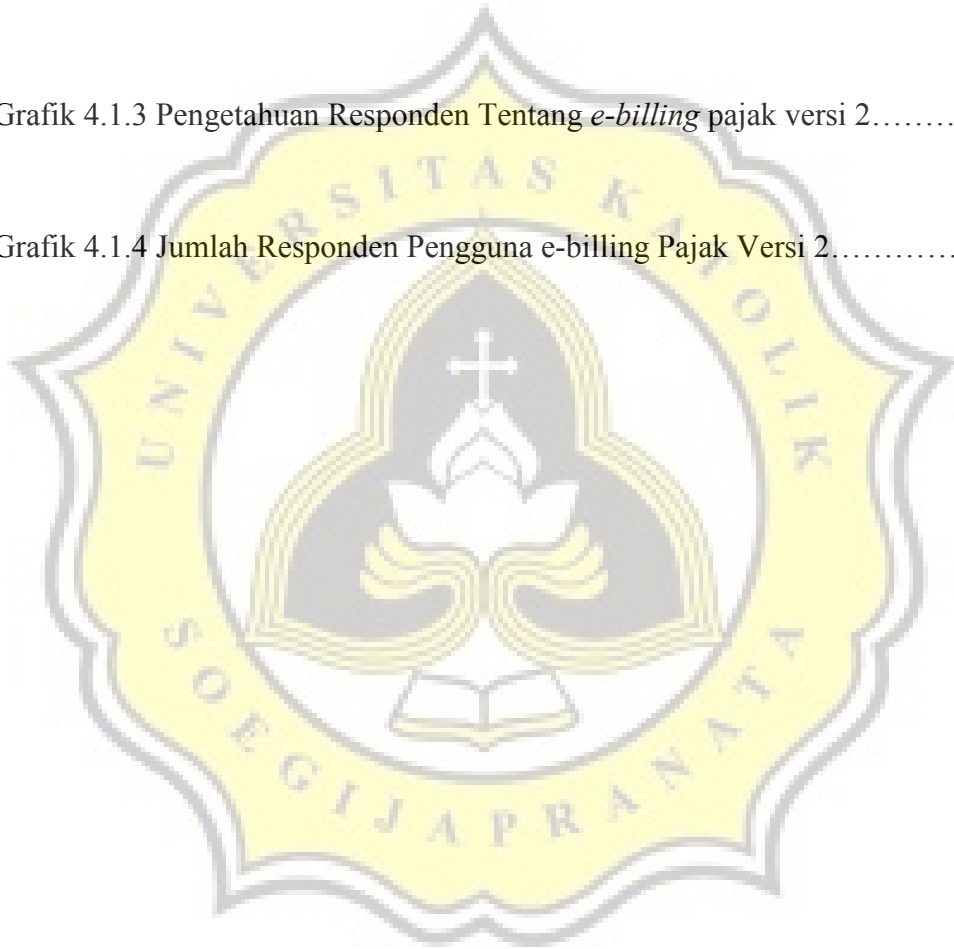 Grafik 4.1.3 Pengetahuan Responden Tentang e-billing pajak versi 2........
Grafik 4.1.4 Jumlah Responden Pengguna e-billing Pajak Versi 2............
UNIVERSITAS KATOLIK
SOEGIJAPRANATA